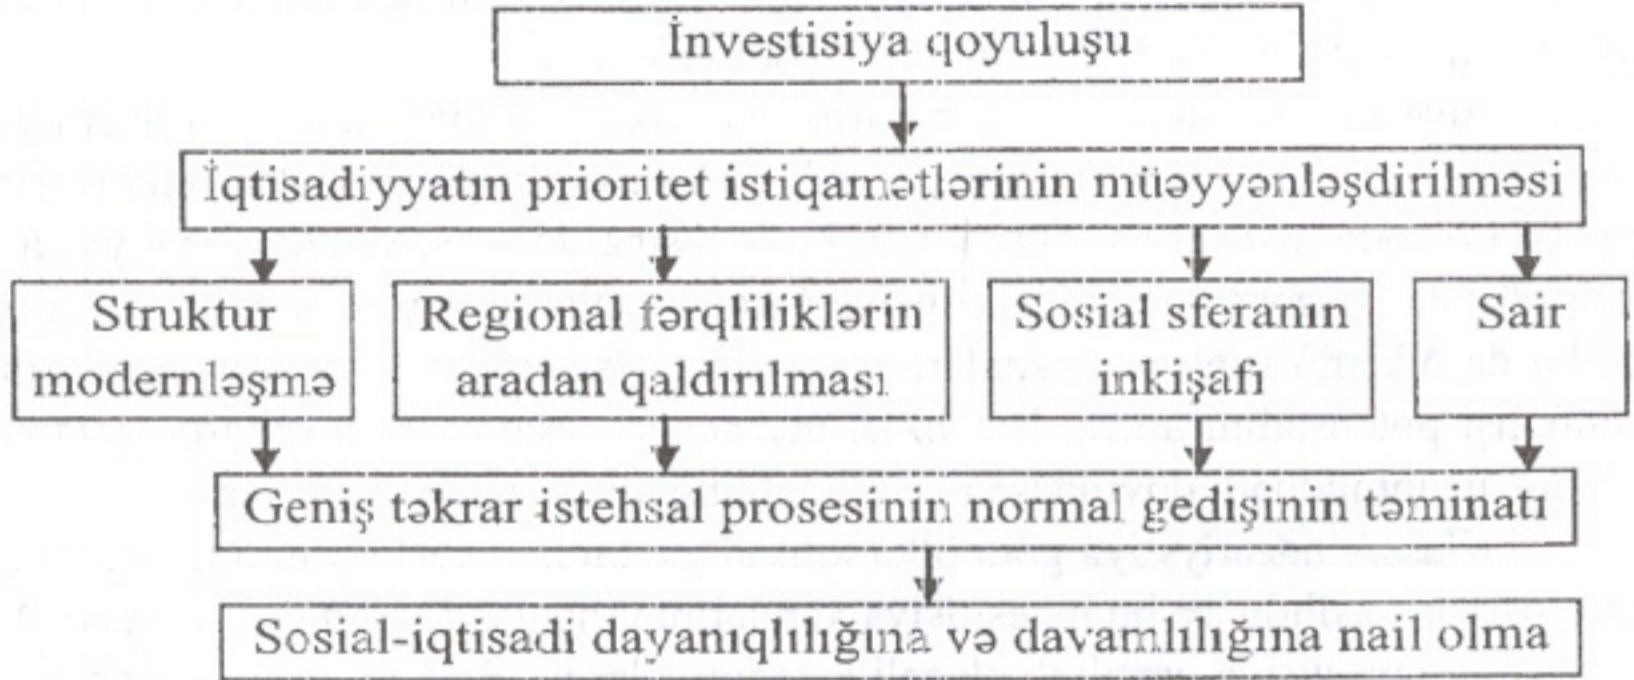 İnvestisiya qoyuluşu
İqtisadiyyatın prioritet istiqamətlərinin müəyyənləşdirilməsi
Struktur
modernləşmə
Regional fərqliliklərin
aradan qaldırılması
Sosial sferanın
inkişafı
Sair
Geniş təkrar istehsal prosesinin normal gedişinin təminatı
Sosial-iqtisadi dayanıqlılığına və davamlılığına nail olma